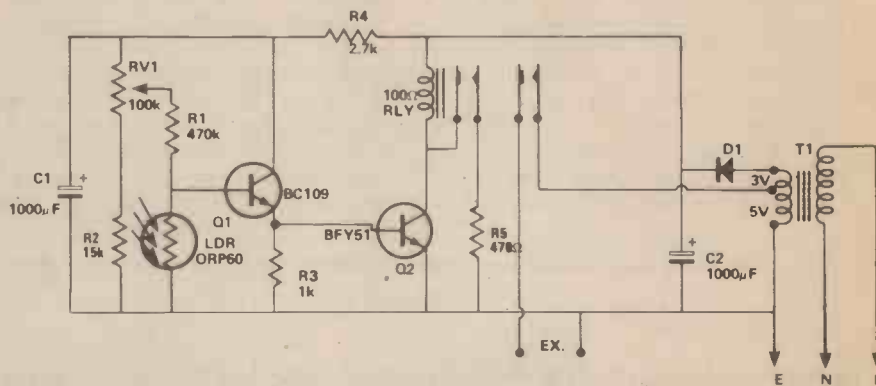 R4
2.7k
RV1
100k
R1
470k
100Ω
RLY
D1
T1
3V
5V
C1
+
1000µF
BC109
Q1
LDR
ORP60
R2
15k
BFY51
Q2
R3
1k
R5
470Ω
+
C2
1000µF
EX.
E
N